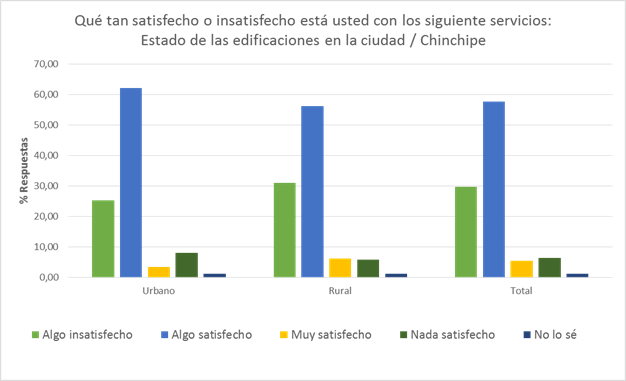 Qué tan satisfecho o insatisfecho está usted con los siguiente servicios:
Estado de las edificaciones en la ciudad / Chinchipe
70,00
60,00
50,00
40,00
30,00
20,00
10,00
0,00
% Respuestas
Urbano
Rural
Total
Algo insatisfecho
Algo satisfecho
Muy satisfecho
Nada satisfecho
No lo sé